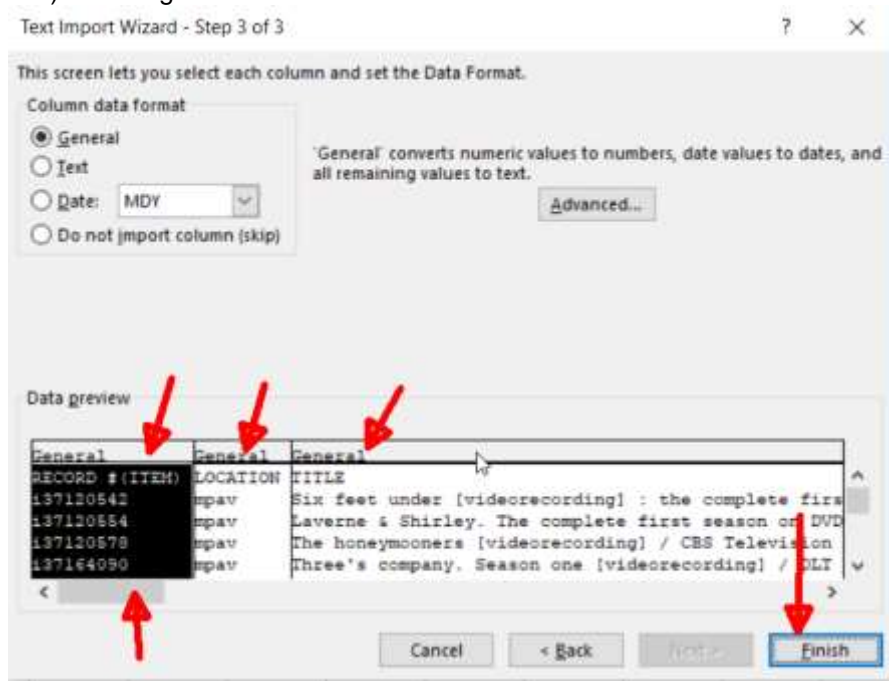 Text Import Wizard - Step 3 of 3 ?
This screen lets you select each column and set the Data Format.
Column data format
General
Text
Date: MDY
Do not import column (skip)
'General' converts numeric values to numbers, date values to dates, and
all remaining values to text.
Advanced...
Data preview
General General General
RECORD #(ITEM) LOCATION TITLE
i37120542 mpav Six feet under [videorecording] : the complete firs
i37120554 mpav Laverne & Shirley. The complete first season on DVD
i37120578 mpav The honeymooners [videorecording] / CBS Television
i37164090 mpav Three's company. Season one [videorecording] / DLT
Cancel < Back Next > Finish